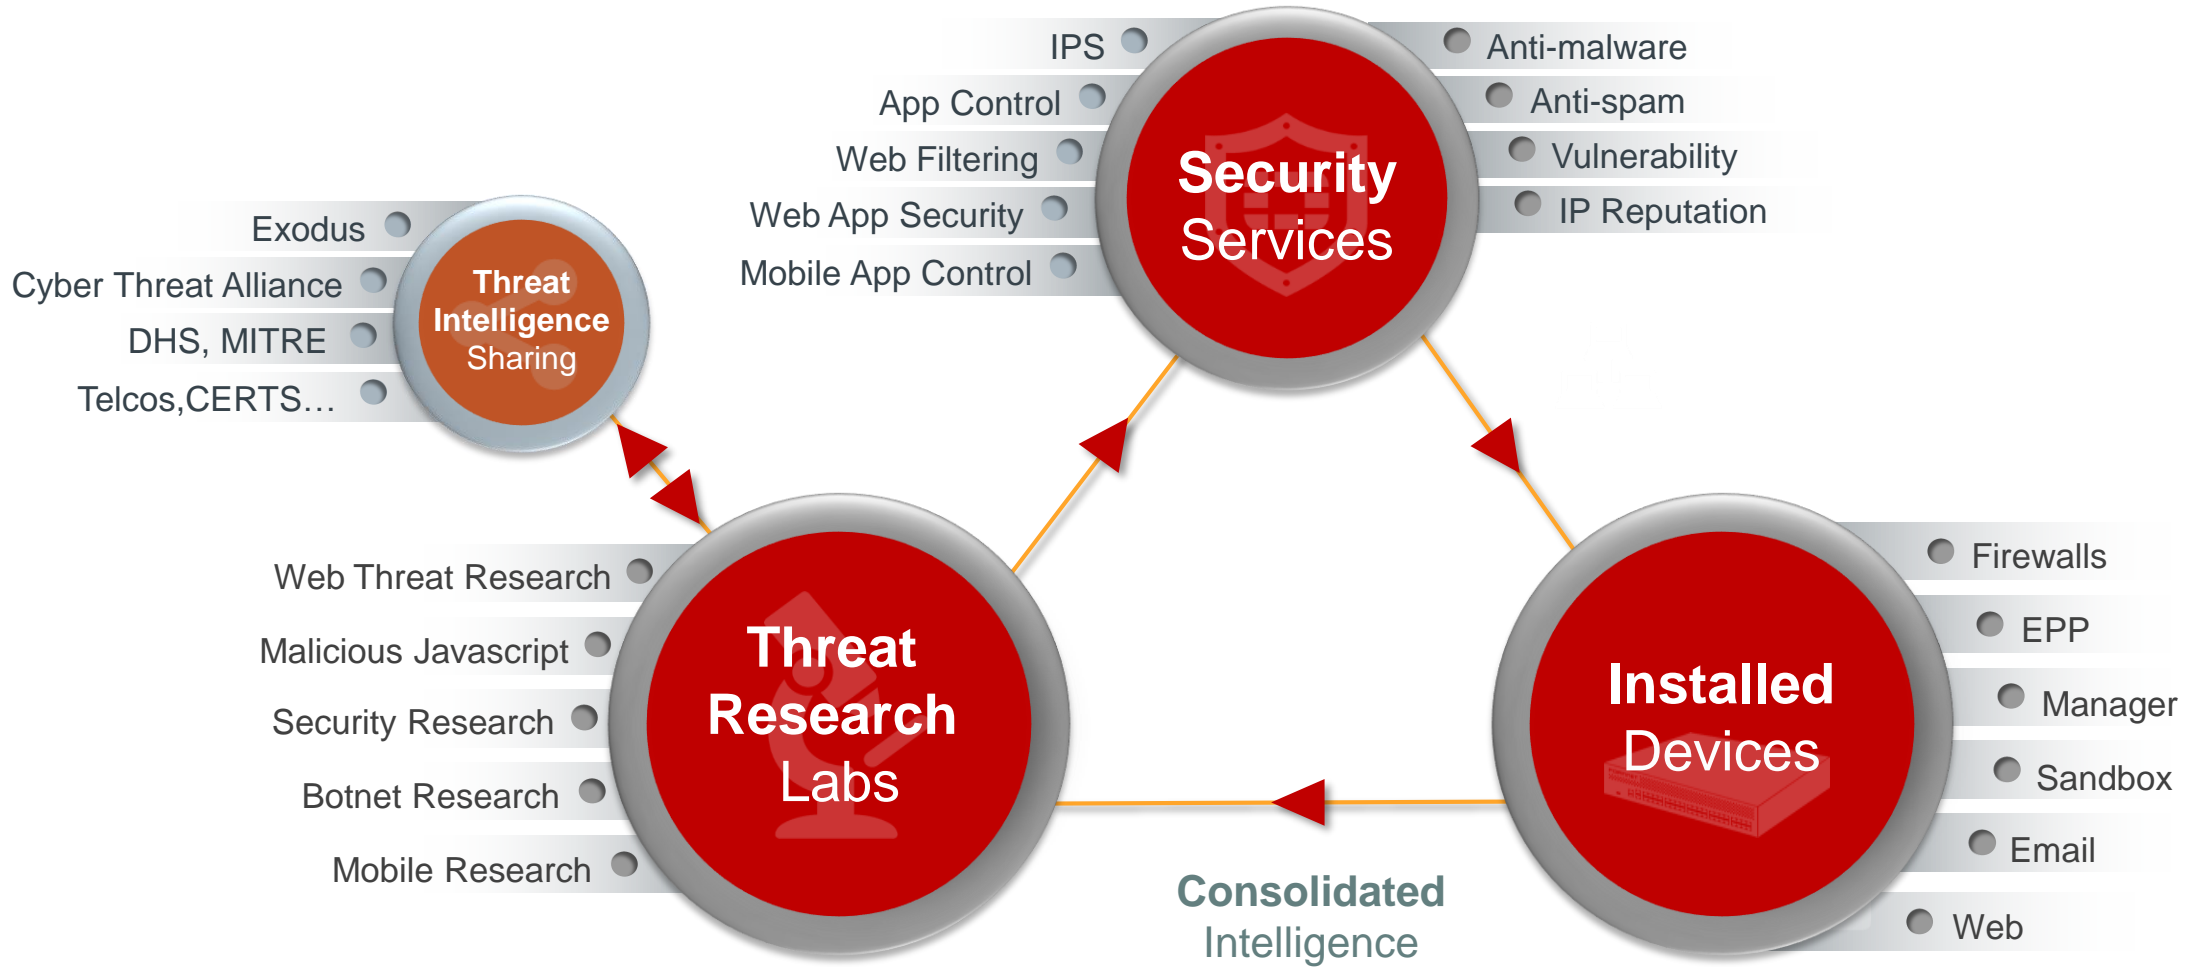 IPS
App Control
Web Filtering
Web App Security
Mobile App Control
Security
Services
Anti-malware
Anti-spam
Vulnerability
IP Reputation
Exodus
Cyber Threat Alliance
DHS, MITRE
Telcos,CERTS…
Threat
Intelligence
Sharing
Web Threat Research
Malicious Javascript
Security Research
Botnet Research
Mobile Research
Threat
Research
Labs
Installed
Devices
Firewalls
EPP
Manager
Sandbox
Email
Web
Consolidated
Intelligence